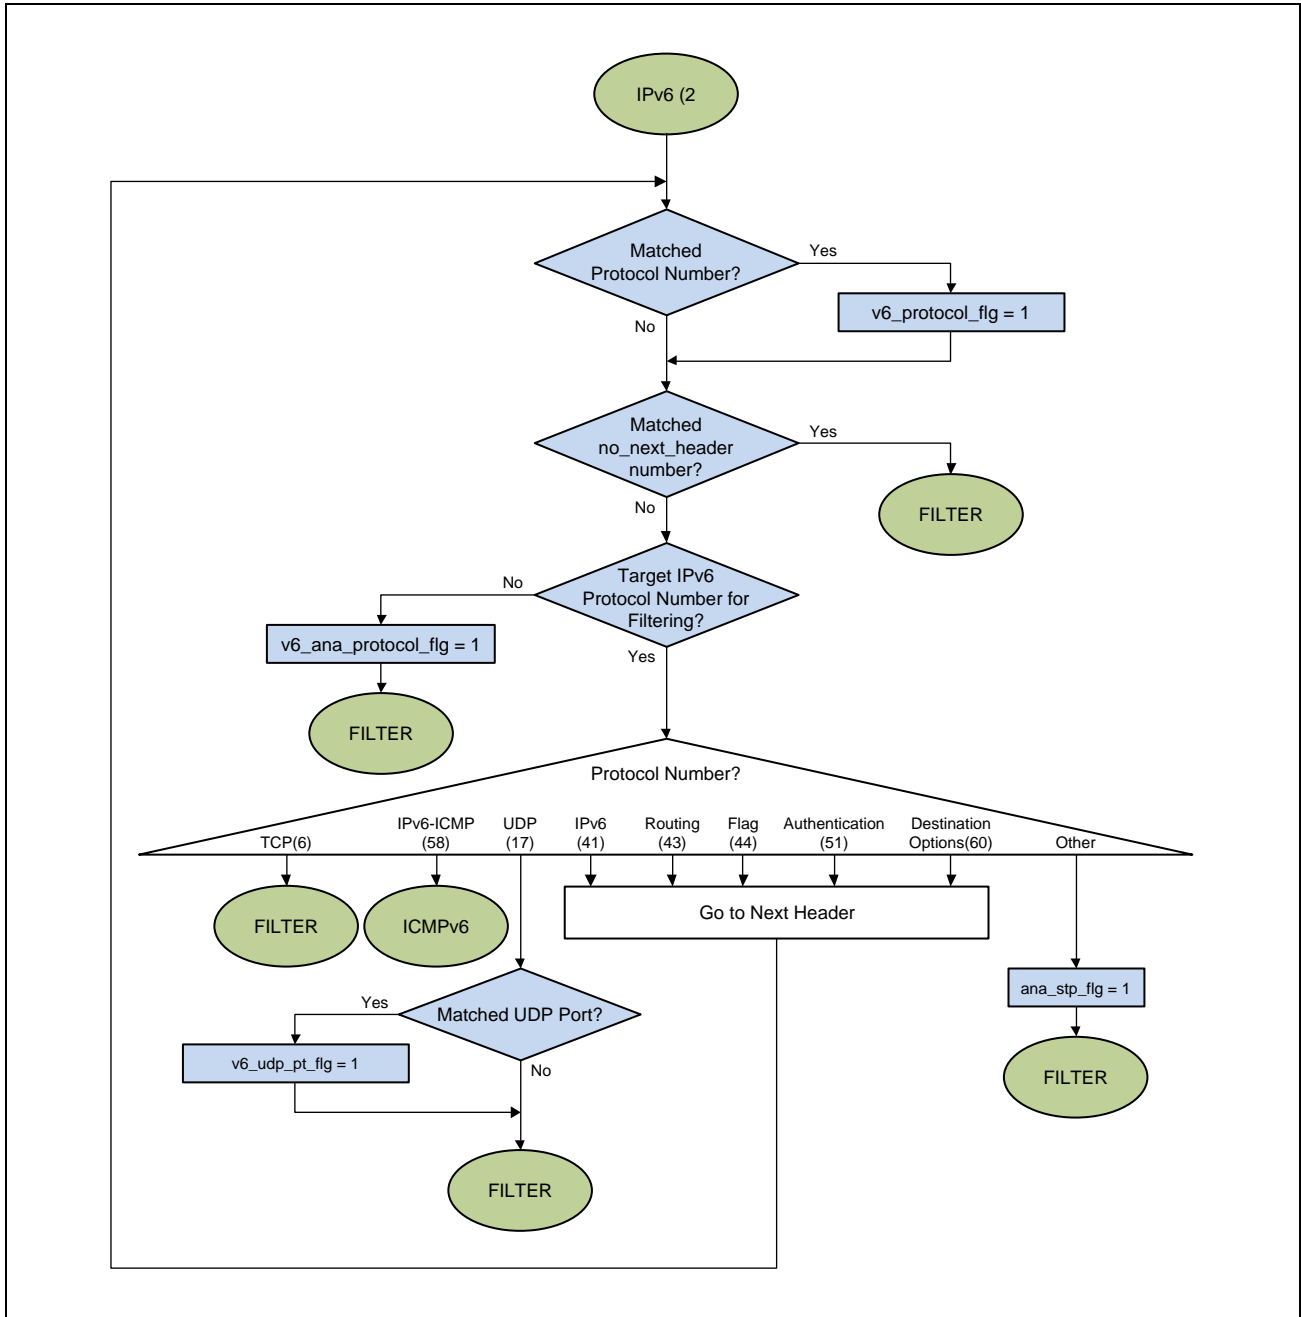 IPv6 (2
Matched
Protocol Number?
Yes
v6_protocol_flg = 1
No
Matched
no_next_header
number?
Yes
FILTER
No
Target IPv6
Protocol Number for
Filtering?
No
v6_ana_protocol_flg = 1
Yes
FILTER
Protocol Number?
TCP(6)
IPv6-ICMP
(58)
UDP
(17)
IPv6
(41)
Routing
(43)
Flag
(44)
Authentication
(51)
Destination
Options(60)
Other
FILTER
ICMPv6
Go to Next Header
ana_stp_flg = 1
Yes
Matched UDP Port?
v6_udp_pt_flg = 1
No
FILTER
FILTER